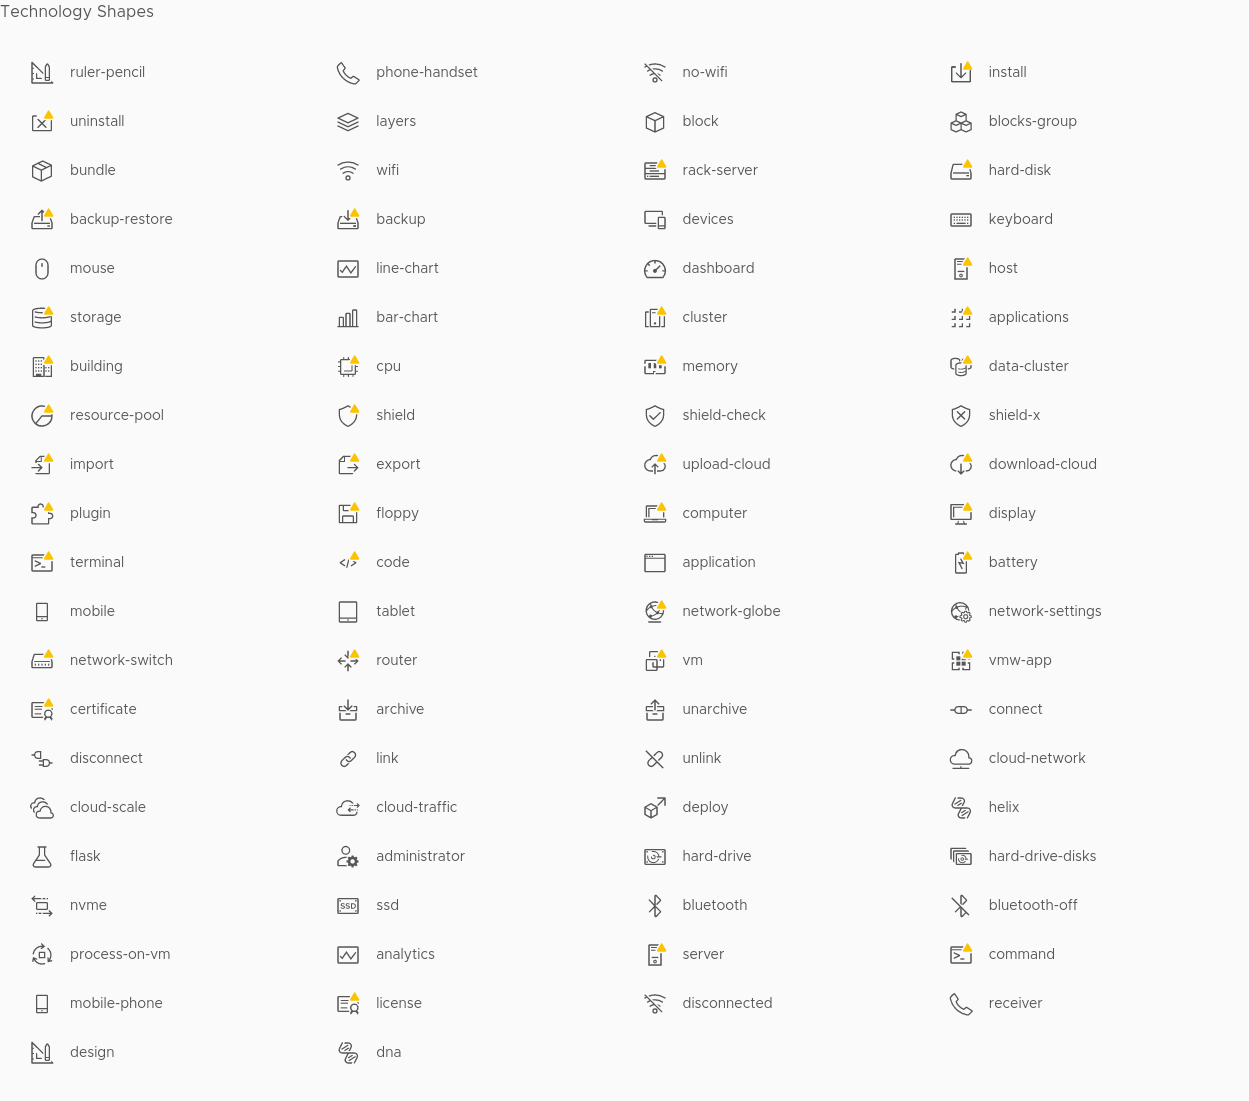 Technology Shapes
ruler-pencil phone-handset no-wifi install
uninstall layers block blocks-group
bundle wifi rack-server hard-disk
backup-restore backup devices keyboard
mouse line-chart dashboard host
storage bar-chart cluster applications
building cpu memory data-cluster
resource-pool shield shield-check shield-x
import export upload-cloud download-cloud
plugin floppy computer display
terminal code application battery
mobile tablet network-globe network-settings
network-switch router vm vmw-app
certificate archive unarchive connect
disconnect link unlink cloud-network
cloud-scale cloud-traffic deploy helix
flask administrator hard-drive hard-drive-disks
nvme SSD ssd bluetooth bluetooth-off
process-on-vm analytics server command
mobile-phone license disconnected receiver
design dna